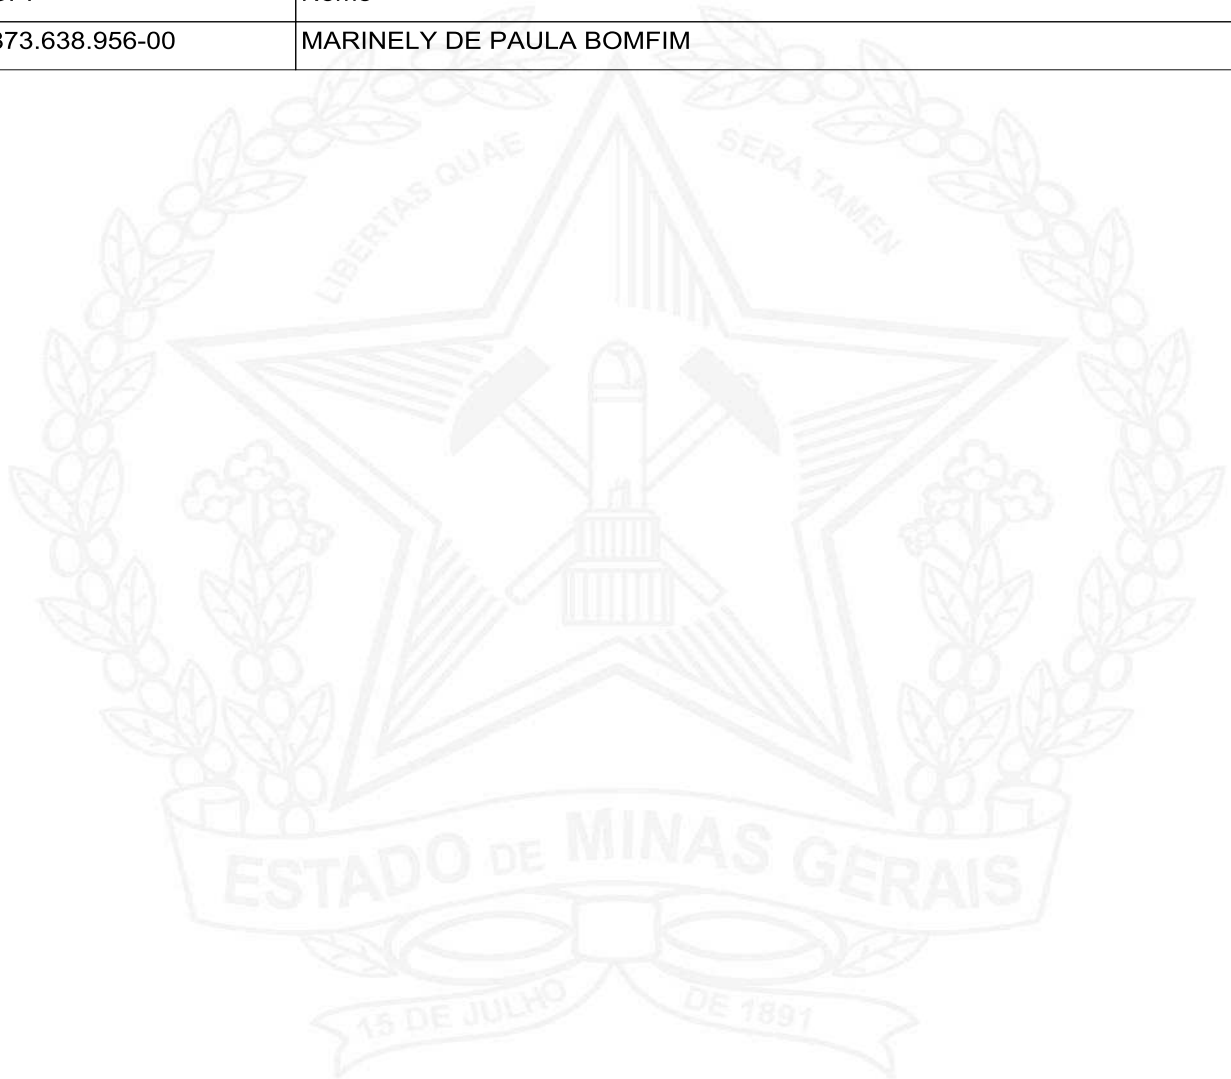 873.638.956-00 MARINELY DE PAULA BOMFIM
LIBERTAS QUAE SERA TAMEN
ESTADO DE MINAS GERAIS
15 DE JULHO DE 1891